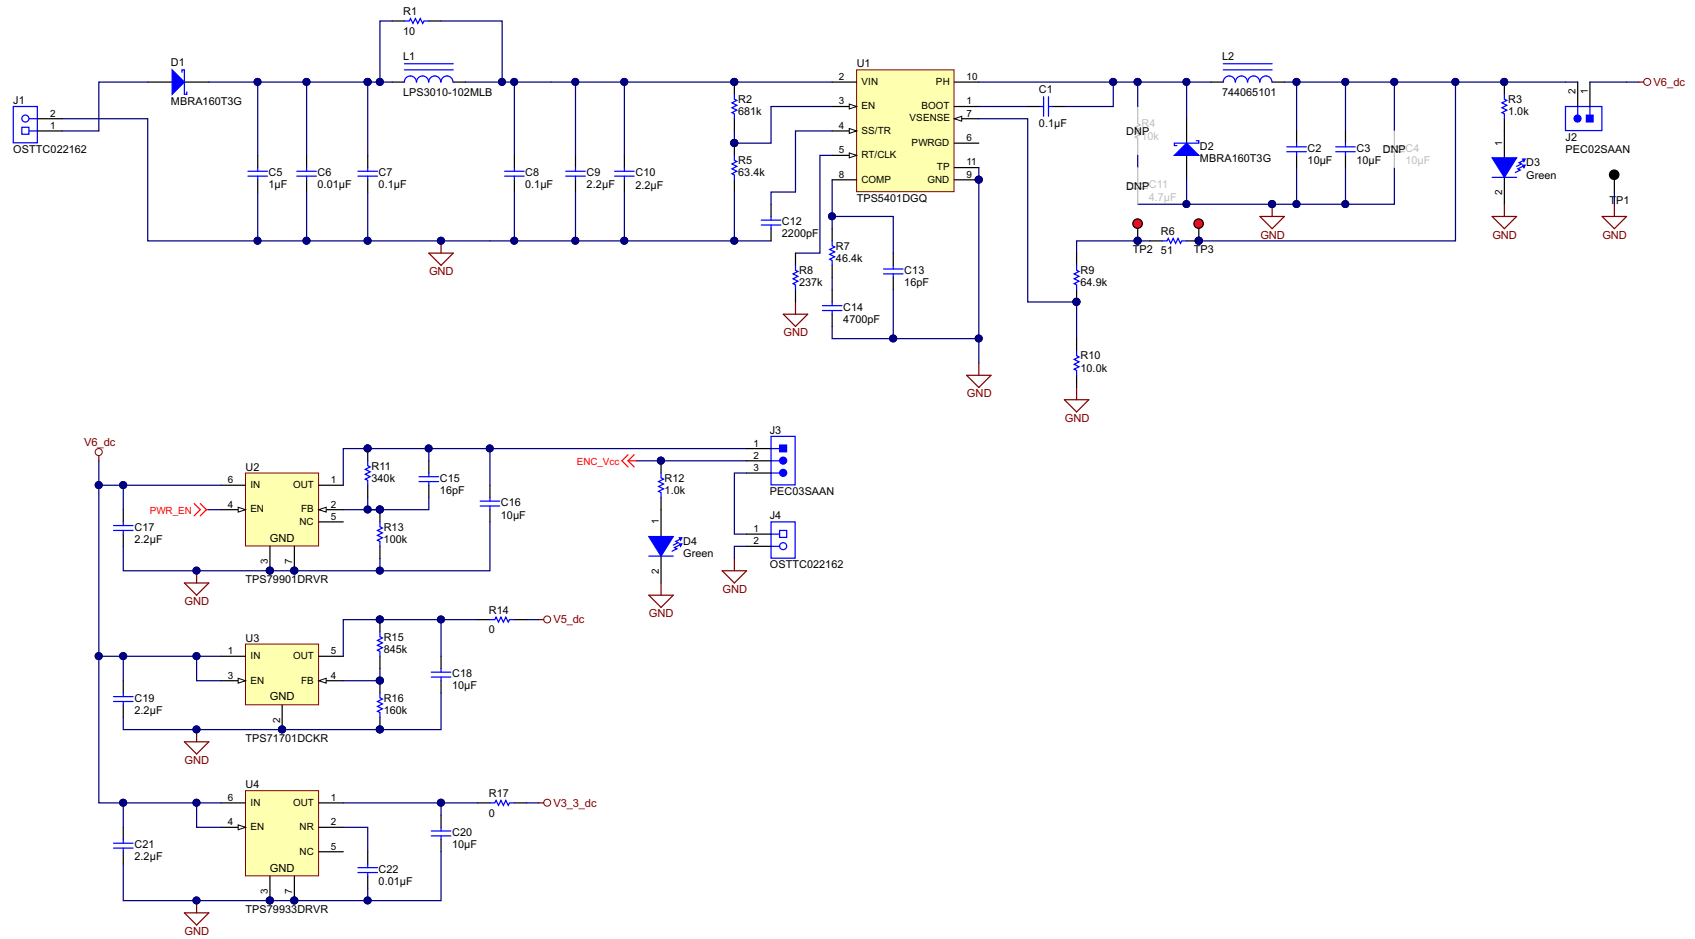 R1
10
L1
LPS3010-102MLB
D1
MBRA160T3G
J1
2
1
OSTTC022162
C5
1µF
C6
0.01µF
C7
0.1µF
C8
0.1µF
C9
2.2µF
C10
2.2µF
GND
R2
681k
R5
63.4k
C12
2200pF
R8
237k
GND
U1
2 VIN PH 10
3 EN BOOT 1
VSENSE 7
4 SS/TR
PWRGD 6
5 RT/CLK
TP 11
8 COMP GND 9
TPS5401DGQ
R7
46.4k
C14
4700pF
C13
16pF
GND
C1
0.1µF
DNP
R4
10k
DNP
C11
4.7µF
D2
MBRA160T3G
L2
744065101
C2
10µF
C3
10µF
DNP
C4
10µF
GND
TP2
R6
51
TP3
R9
64.9k
R10
10.0k
GND
R3
1.0k
1
D3
Green
2
GND
2
1
J2
PEC02SAAN
V6_dc
TP1
GND
V6_dc
U2
6 IN OUT 1
PWR_EN
4 EN FB 2
NC 5
GND
3
7
TPS79901DRVR
C17
2.2µF
GND
R11
340k
R13
100k
C15
16pF
C16
10µF
ENC_Vcc
R12
1.0k
1
D4
Green
2
GND
J3
1
2
3
PEC03SAAN
J4
1
2
OSTTC022162
GND
U3
1 IN OUT 5
3 EN FB 4
GND
2
TPS71701DCKR
C19
2.2µF
GND
R15
845k
R16
160k
C18
10µF
R14
0
V5_dc
U4
6 IN OUT 1
4 EN NR 2
NC 5
GND
3
7
TPS79933DRVR
C21
2.2µF
GND
C22
0.01µF
C20
10µF
R17
0
V3_3_dc